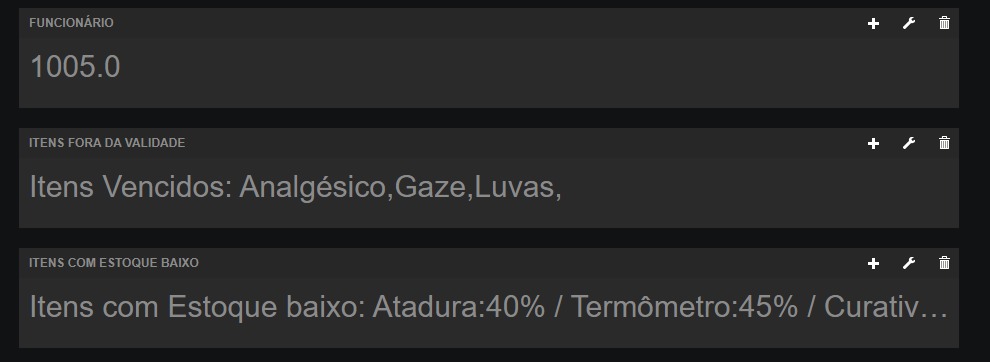 FUNCIONÁRIO
1005.0
ITENS FORA DA VALIDADE
Itens Vencidos: Analgésico,Gaze,Luvas,
ITENS COM ESTOQUE BAIXO
Itens com Estoque baixo: Atadura:40% / Termômetro:45% / Curativ...